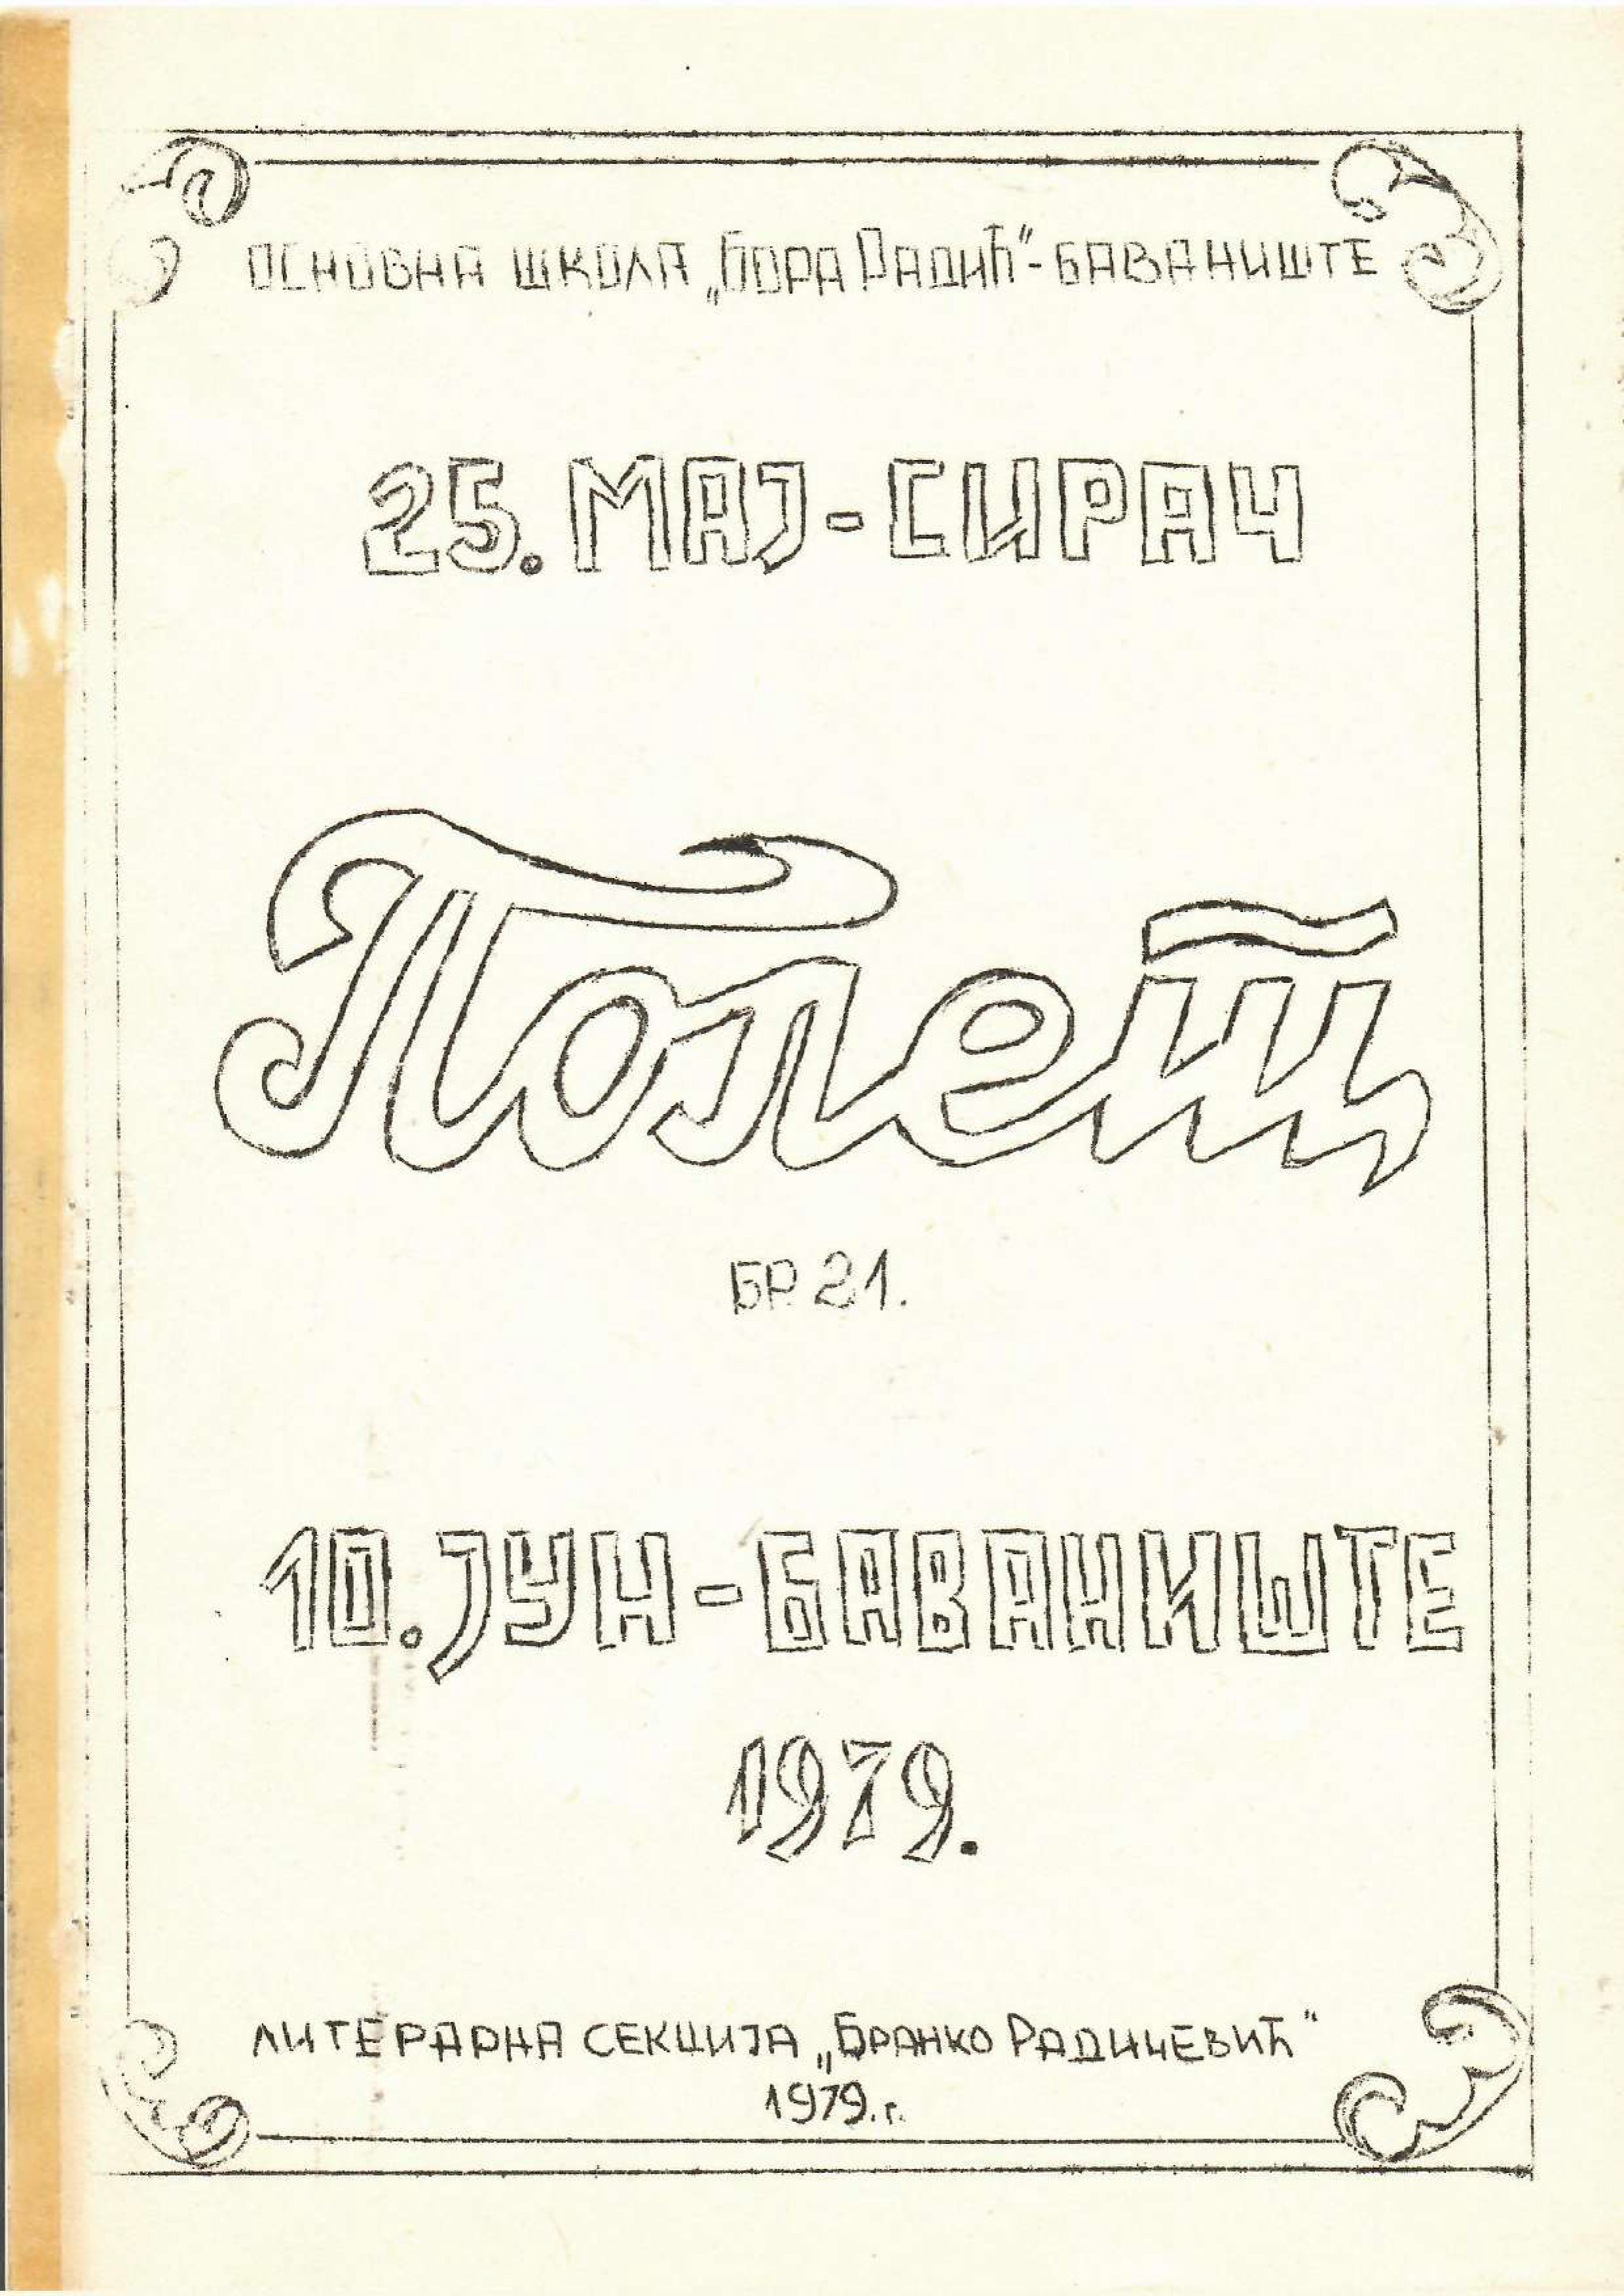 ОСНОВНА ШКОЛА „БОРА РАДИЋ“-БАВАНИШТЕ
25. МАЈ-СИРАЧ
Полет
БР. 21.
10. ЈУН-БАВАНИШТЕ
1979.
ЛИТЕРАРНА СЕКЦИЈА „БРАНКО РАДИЧЕВИЋ“
1979. г.